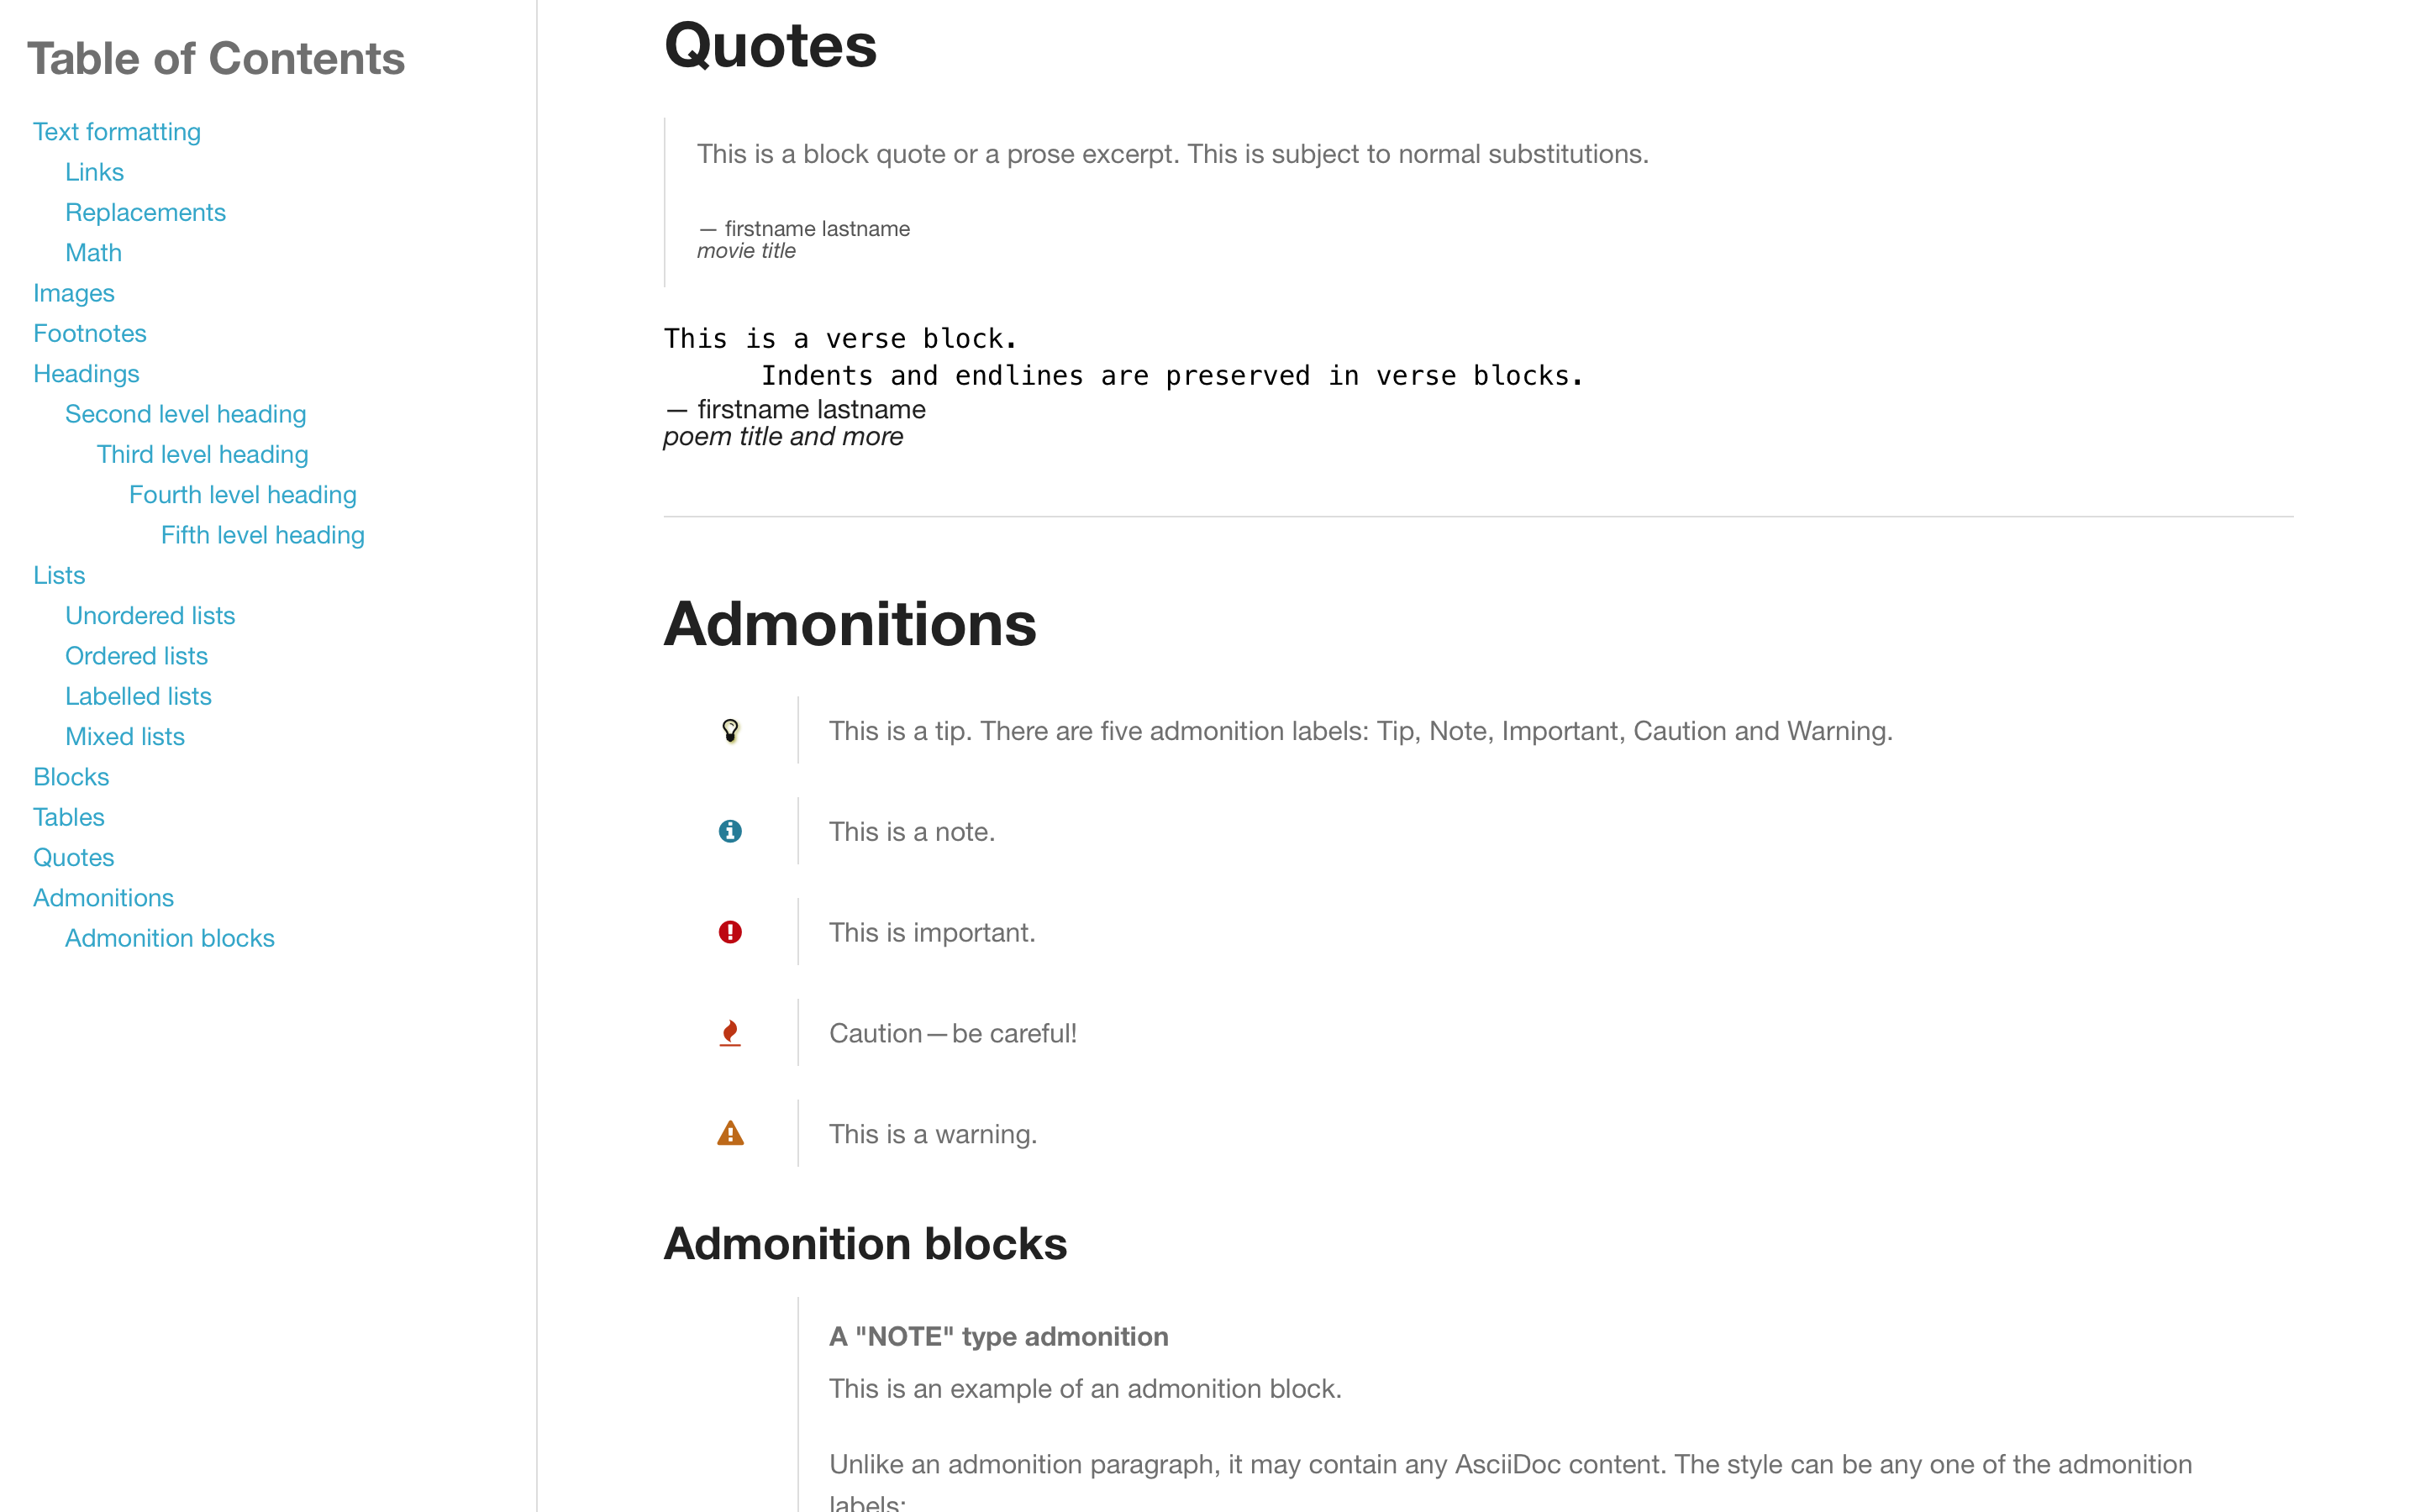 Table of Contents
Text formatting
Links
Replacements
Math
Images
Footnotes
Headings
Second level heading
Third level heading
Fourth level heading
Fifth level heading
Lists
Unordered lists
Ordered lists
Labelled lists
Mixed lists
Blocks
Tables
Quotes
Admonitions
Admonition blocks
Quotes
This is a block quote or a prose excerpt. This is subject to normal substitutions.
— firstname lastname
movie title
This is a verse block.
      Indents and endlines are preserved in verse blocks.
— firstname lastname
poem title and more
Admonitions
This is a tip. There are five admonition labels: Tip, Note, Important, Caution and Warning.
This is a note.
This is important.
Caution — be careful!
This is a warning.
Admonition blocks
A "NOTE" type admonition
This is an example of an admonition block.
Unlike an admonition paragraph, it may contain any AsciiDoc content. The style can be any one of the admonition
labels: